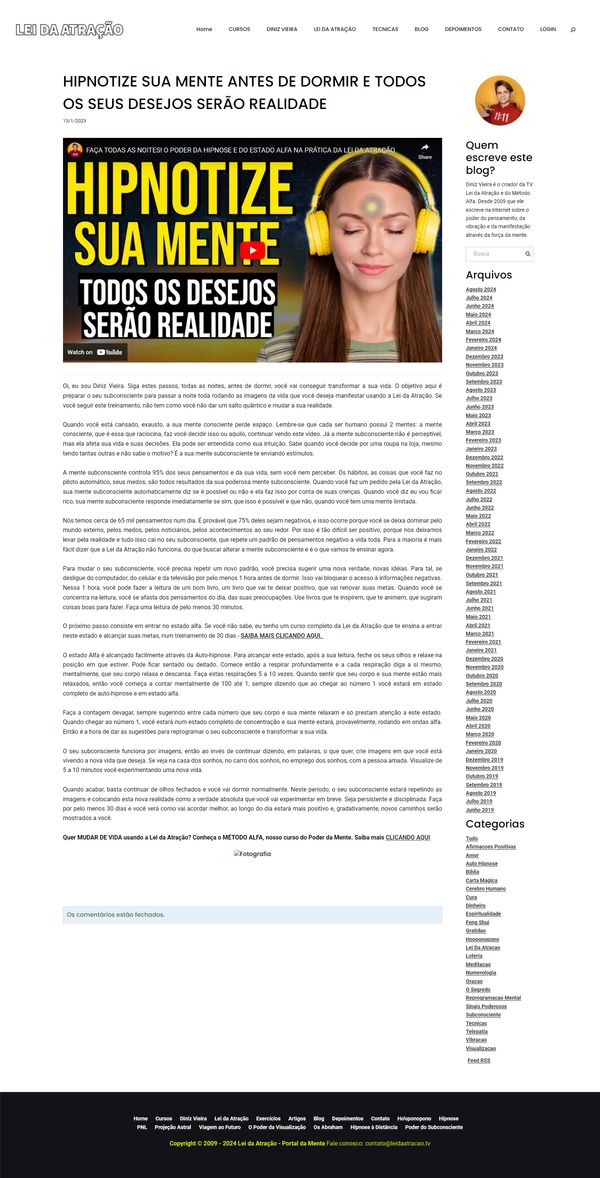 LEI DA ATRAÇÃO
Home CURSOS DINIZ VIEIRA LEI DA ATRAÇÃO TECNICAS BLOG DEPOIMENTOS CONTATO LOGIN
HIPNOTIZE SUA MENTE ANTES DE DORMIR E TODOS
OS SEUS DESEJOS SERÃO REALIDADE
13/1/2023
FAÇA TODAS AS NOITES! O PODER DA HIPNOSE E DO ESTADO ALFA NA PRÁTICA DA LEI DA ATRAÇÃO
Share
HIPNOTIZE
SUA MENTE
TODOS OS DESEJOS
SERÃO REALIDADE
Watch on YouTube
Oi, eu sou Diniz Vieira. Siga estes passos, todas as noites, antes de dormir, você vai conseguir transformar a sua vida. O objetivo aqui é
preparar o seu subconsciente para passar a noite toda rodando as imagens da vida que você deseja manifestar usando a Lei da Atração. Se
você seguir este treinamento, não tem como você não dar um salto quântico e mudar a sua realidade.
Quando você está cansado, exausto, a sua mente consciente perde espaço. Lembre-se que cada ser humano possui 2 mentes: a mente
consciente, que é essa que raciocina, faz você decidir isso ou aquilo, continuar vendo este vídeo. Já a mente subconsciente não é perceptível,
mas ela afeta sua vida e suas decisões. Ela pode ser entendida como sua intuição. Sabe quando você decide por uma roupa na loja, mesmo
tendo tantas outras e não sabe o motivo? É a sua mente subconsciente te enviando estímulos.
A mente subconsciente controla 95% dos seus pensamentos e da sua vida, sem você nem perceber. Os hábitos, as coisas que você faz no
piloto automático, seus medos, são todos resultados da sua poderosa mente subconsciente. Quando você faz um pedido pela Lei da Atração,
sua mente subconsciente automaticamente diz se é possível ou não e ela faz isso por conta de suas crenças. Quando você diz eu vou ficar
rico, sua mente subconsciente responde imediatamente se sim, que isso é possível e que não, quando você tem uma mente limitada.
Nós temos cerca de 65 mil pensamentos num dia. É provável que 75% deles sejam negativos, e isso ocorre porque você se deixa dominar pelo
mundo externo, pelos medos, pelos noticiários, pelos acontecimentos ao seu redor. Por isso é tão difícil ser positivo, porque nos deixamos
levar pela realidade e tudo isso cai no seu subconsciente, que repete um padrão de pensamentos negativo a vida toda. Para a maioria é mais
fácil dizer que a Lei da Atração não funciona, do que buscar alterar a mente subconsciente e é o que vamos te ensinar agora.
Para mudar o seu subconsciente, você precisa repetir um novo padrão, você precisa sugerir uma nova verdade, novas idéias. Para tal, se
desligue do computador, do celular e da televisão por pelo menos 1 hora antes de dormir. Isso vai bloquear o acesso à informações negativas.
Nessa 1 hora, você pode fazer a leitura de um bom livro, um livro que vai te deixar positivo, que vai renovar suas metas. Quando você se
concentra na leitura, você se afasta dos pensamentos do dia, das suas preocupações. Use livros que te inspirem, que te animem, que sugiram
coisas boas para fazer. Faça uma leitura de pelo menos 30 minutos.
O próximo passo consiste em entrar no estado alfa. Se você não sabe, eu tenho um curso completo da Lei da Atração que te ensina a entrar
neste estado e alcançar suas metas, num treinamento de 30 dias - SAIBA MAIS CLICANDO AQUI.
O estado Alfa é alcançado facilmente através da Auto-hipnose. Para alcançar este estado, após a sua leitura, feche os seus olhos e relaxe na
posição em que estiver. Pode ficar sentado ou deitado. Comece então a respirar profundamente e a cada respiração diga a si mesmo,
mentalmente, que seu corpo relaxa e descansa. Faça estas respirações 5 a 10 vezes. Quando sentir que seu corpo e sua mente estão mais
relaxados, então você começa a contar mentalmente de 100 até 1, sempre dizendo que ao chegar ao número 1 você estará em estado
completo de auto-hipnose e em estado alfa.
Faça a contagem devagar, sempre sugerindo entre cada número que seu corpo e sua mente relaxam e só prestam atenção a este estado.
Quando chegar ao número 1, você estará num estado completo de concentração e sua mente estará, provavelmente, rodando em ondas alfa.
Então é a hora de dar as sugestões para reprogramar o seu subconsciente e transformar a sua vida.
O seu subconsciente funciona por imagens, então ao invés de continuar dizendo, em palavras, o que quer, crie imagens em que você está
vivendo a nova vida que deseja. Se veja na casa dos sonhos, no carro dos sonhos, no emprego dos sonhos, com a pessoa amada. Visualize de
5 a 10 minutos você experimentando uma nova vida.
Quando acabar, basta continuar de olhos fechados e você vai dormir normalmente. Neste período, o seu subconsciente estará repetindo as
imagens e colocando esta nova realidade como a verdade absoluta que você vai experimentar em breve. Seja persistente e disciplinada. Faça
por pelo menos 30 dias e você verá como vai acordar melhor, ao longo do dia estará mais positivo e, gradativamente, novos caminhos serão
mostrados a você.
Quer MUDAR DE VIDA usando a Lei da Atração? Conheça o MÉTODO ALFA, nosso curso do Poder da Mente. Saiba mais CLICANDO AQUI
Fotografia
Os comentários estão fechados.
11:11
Quem
escreve este
blog?
Diniz Vieira é o criador da TV
Lei da Atração e do Método
Alfa. Desde 2009 que ele
escreve na Internet sobre o
poder do pensamento, da
vibração e da manifestação
através da força da mente.
Busca
Arquivos
Agosto 2024
Julho 2024
Junho 2024
Maio 2024
Abril 2024
Março 2024
Fevereiro 2024
Janeiro 2024
Dezembro 2023
Novembro 2023
Outubro 2023
Setembro 2023
Agosto 2023
Julho 2023
Junho 2023
Maio 2023
Abril 2023
Março 2023
Fevereiro 2023
Janeiro 2023
Dezembro 2022
Novembro 2022
Outubro 2022
Setembro 2022
Agosto 2022
Julho 2022
Junho 2022
Maio 2022
Abril 2022
Março 2022
Fevereiro 2022
Janeiro 2022
Dezembro 2021
Novembro 2021
Outubro 2021
Setembro 2021
Agosto 2021
Julho 2021
Junho 2021
Maio 2021
Abril 2021
Março 2021
Fevereiro 2021
Janeiro 2021
Dezembro 2020
Novembro 2020
Outubro 2020
Setembro 2020
Agosto 2020
Julho 2020
Junho 2020
Maio 2020
Abril 2020
Março 2020
Fevereiro 2020
Janeiro 2020
Dezembro 2019
Novembro 2019
Outubro 2019
Setembro 2019
Agosto 2019
Julho 2019
Junho 2019
Categorias
Tudo
Afirmacoes Positivas
Amor
Auto Hipnose
Biblia
Carta Magica
Cerebro Humano
Cura
Dinheiro
Espiritualidade
Feng Shui
Gratidao
Hooponopono
Lei Da Atracao
Loteria
Meditacao
Numerologia
Oracao
O Segredo
Reprogramacao Mental
Sinais Poderosos
Subconsciente
Tecnicas
Telepatia
Vibracao
Visualizacao
Feed RSS
Home Cursos Diniz Vieira Lei da Atração Exercícios Artigos Blog Depoimentos Contato Ho'oponopono Hipnose
PNL Projeção Astral Viagem ao Futuro O Poder da Visualização Os Abraham Hipnose à Distância Poder do Subconsciente
Copyright © 2009 - 2024 Lei da Atração - Portal da Mente Fale conosco: contato@leidaatracao.tv